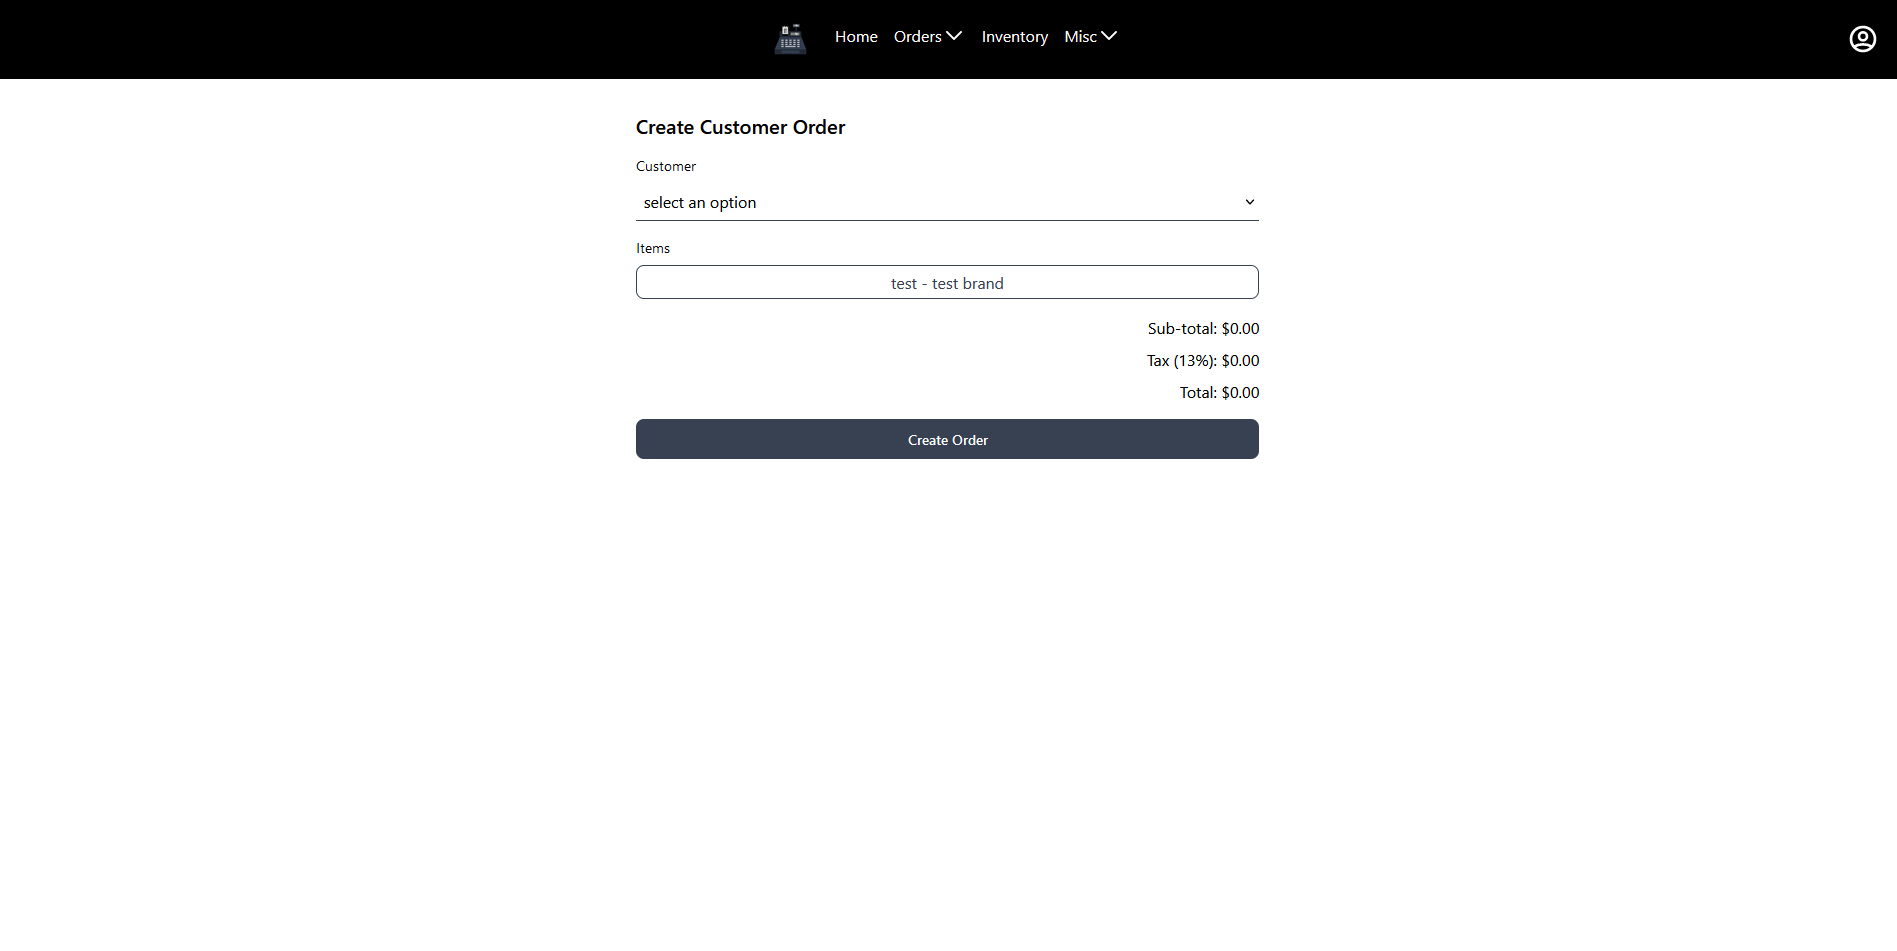 Home Orders Inventory Misc
Create Customer Order
Customer
select an option
Items
test - test brand
Sub-total: $0.00
Tax (13%): $0.00
Total: $0.00
Create Order